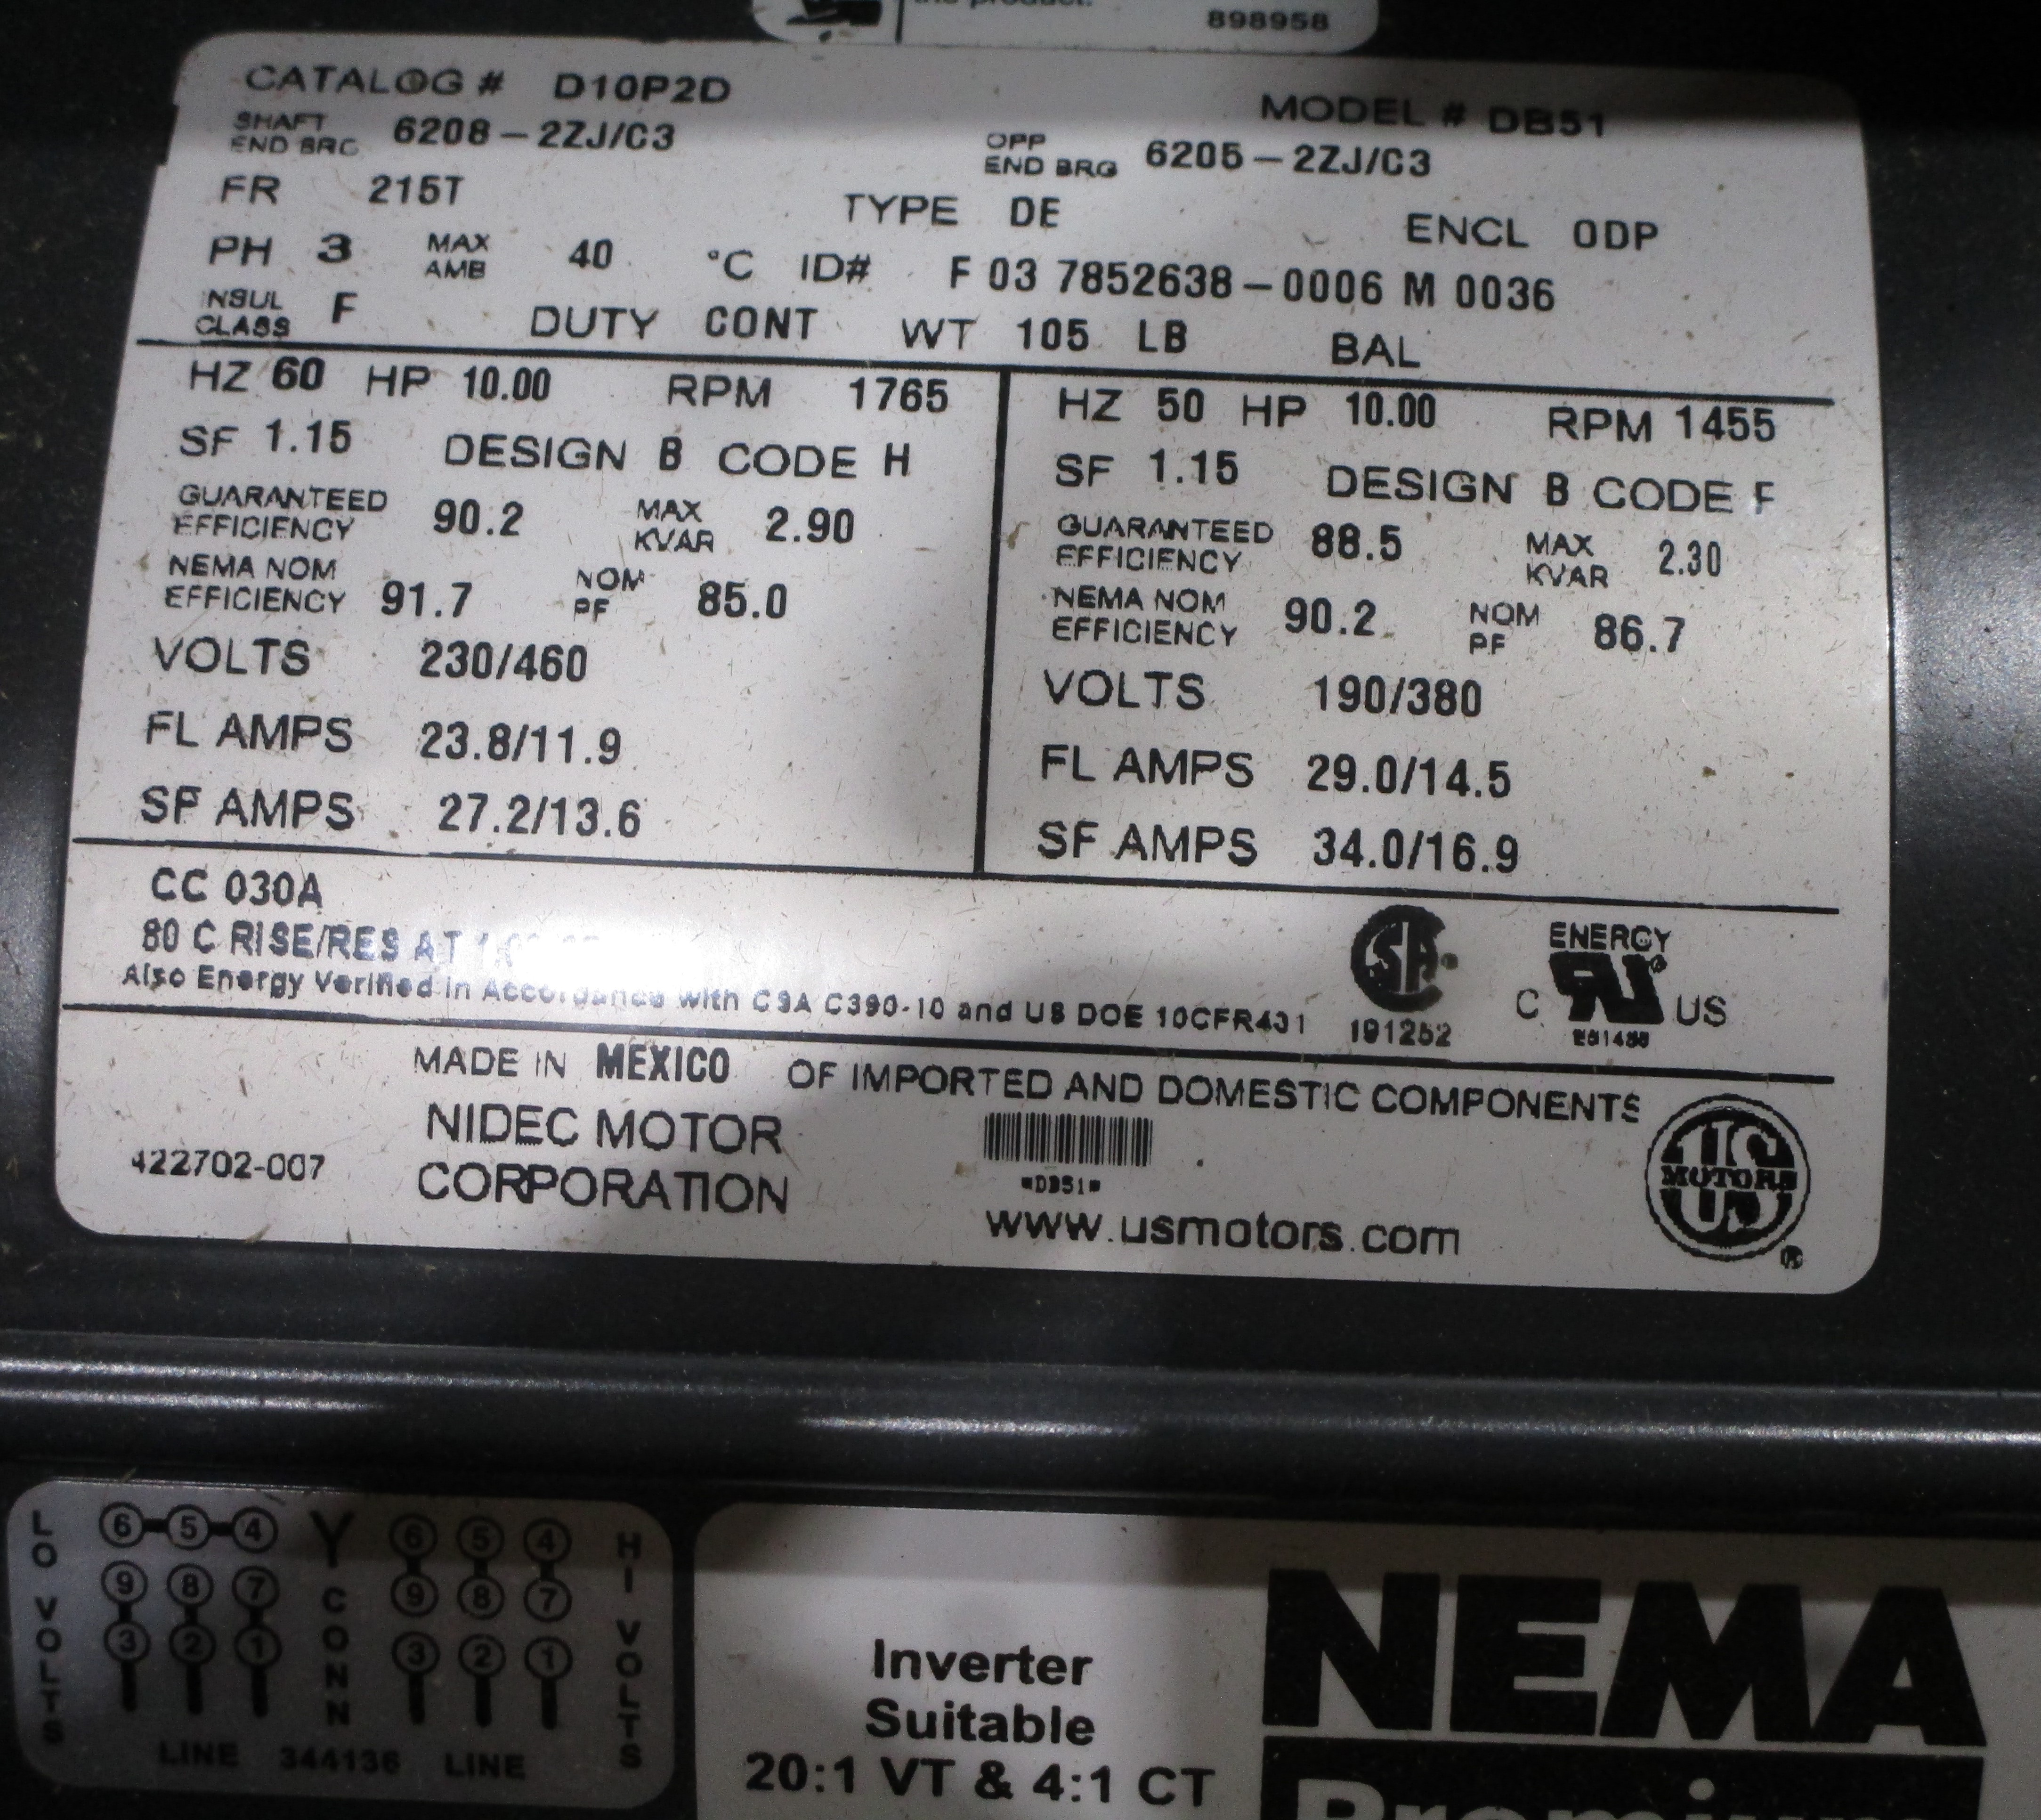 the product.
898958
CATALOG # D10P2D MODEL # DB51
SHAFT END BRG 6208-2ZJ/C3 OPP END BRG 6205-2ZJ/C3
FR 215T TYPE DE ENCL ODP
PH 3 MAX AMB 40 °C ID# F 03 7852638-0006 M 0036
INSUL CLASS F DUTY CONT WT 105 LB BAL
HZ 60 HP 10.00 RPM 1765
SF 1.15 DESIGN B CODE H
GUARANTEED EFFICIENCY 90.2 MAX KVAR 2.90
NEMA NOM EFFICIENCY 91.7 NOM PF 85.0
VOLTS 230/460
FL AMPS 23.8/11.9
SF AMPS 27.2/13.6
HZ 50 HP 10.00 RPM 1455
SF 1.15 DESIGN B CODE F
GUARANTEED EFFICIENCY 88.5 MAX KVAR 2.30
NEMA NOM EFFICIENCY 90.2 NOM PF 86.7
VOLTS 190/380
FL AMPS 29.0/14.5
SF AMPS 34.0/16.9
CC 030A
80 C RISE/RES AT
Also Energy Verified in Accordance with CSA C390-10 and US DOE 10CFR431
CSA
191252
ENERGY
C RU ® US
MADE IN MEXICO OF IMPORTED AND DOMESTIC COMPONENTS
NIDEC MOTOR
CORPORATION
422702-007
*DB51*
www.usmotors.com
US MOTORS ®
LO VOLTS
6 5 4
9 8 7
3 2 1
Y CONN
6 5 4
9 8 7
3 2 1
HI VOLTS
LINE 344136 LINE
Inverter
Suitable
20:1 VT & 4:1 CT
NEMA
Premium